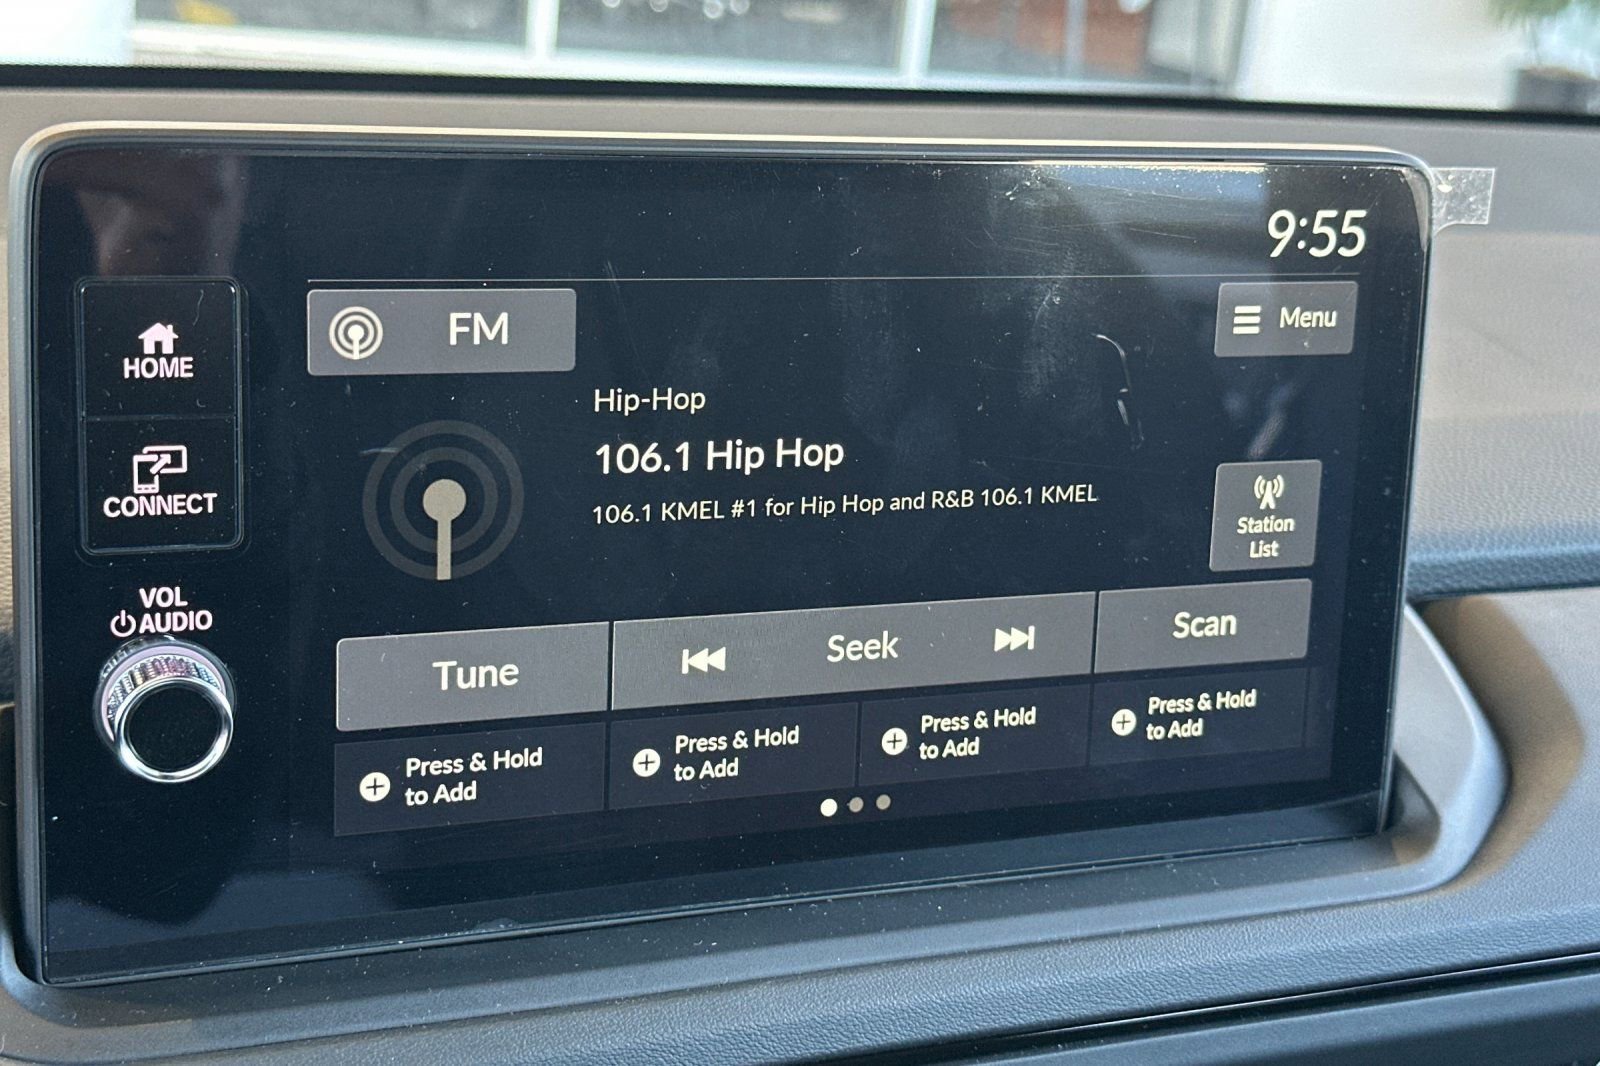 9:55
HOME
CONNECT
VOL
AUDIO
FM
Menu
Hip-Hop
106.1 Hip Hop
106.1 KMEL #1 for Hip Hop and R&B 106.1 KMEL
Station
List
Tune
Seek
Scan
Press & Hold
to Add
Press & Hold
to Add
Press & Hold
to Add
Press & Hold
to Add